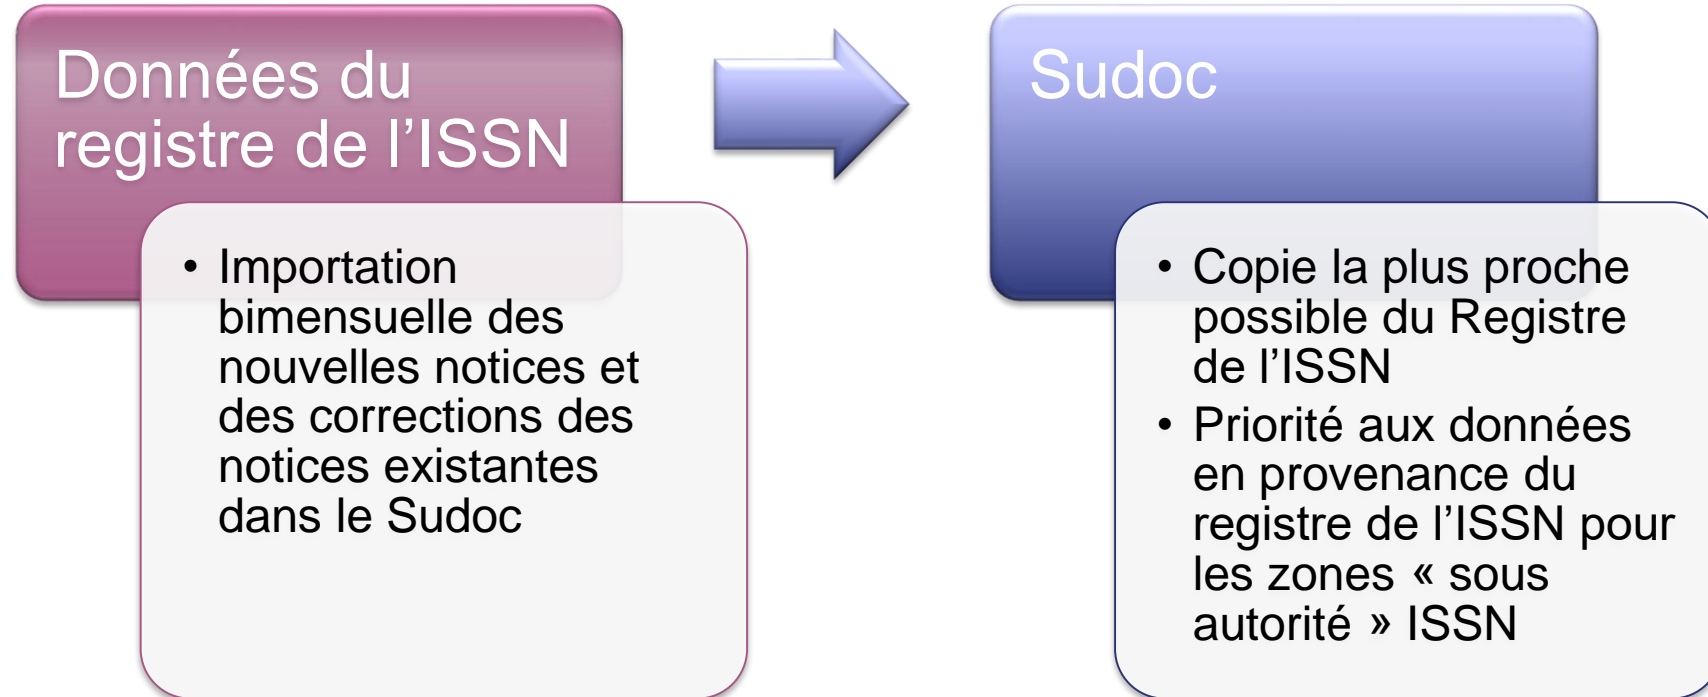 Données du
registre de l’ISSN
• Importation
bimensuelle des
nouvelles notices et
des corrections des
notices existantes
dans le Sudoc
Sudoc
• Copie la plus proche
possible du Registre
de l’ISSN
• Priorité aux données
en provenance du
registre de l’ISSN pour
les zones « sous
autorité » ISSN